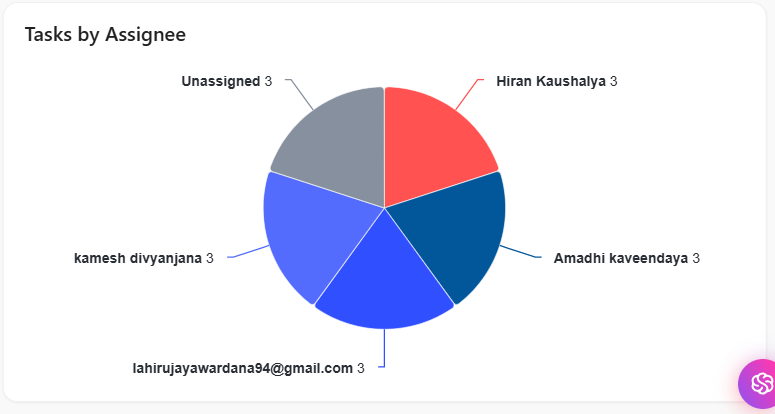 Tasks by Assignee
Unassigned 3
Hiran Kaushalya 3
kamesh divyanjana 3
Amadhi kaveendaya 3
lahirujayawardana94@gmail.com 3